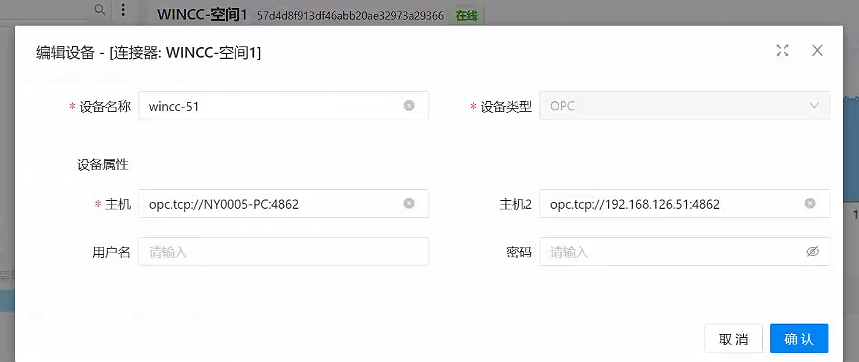 WINCC-空间1 57d4d8f913df46abb20ae32973a29366 在线
编辑设备 - [连接器: WINCC-空间1]
* 设备名称 wincc-51 * 设备类型 OPC
设备属性
* 主机 opc.tcp://NY0005-PC:4862 主机2 opc.tcp://192.168.126.51:4862
用户名 请输入 密码 请输入
取消 确认